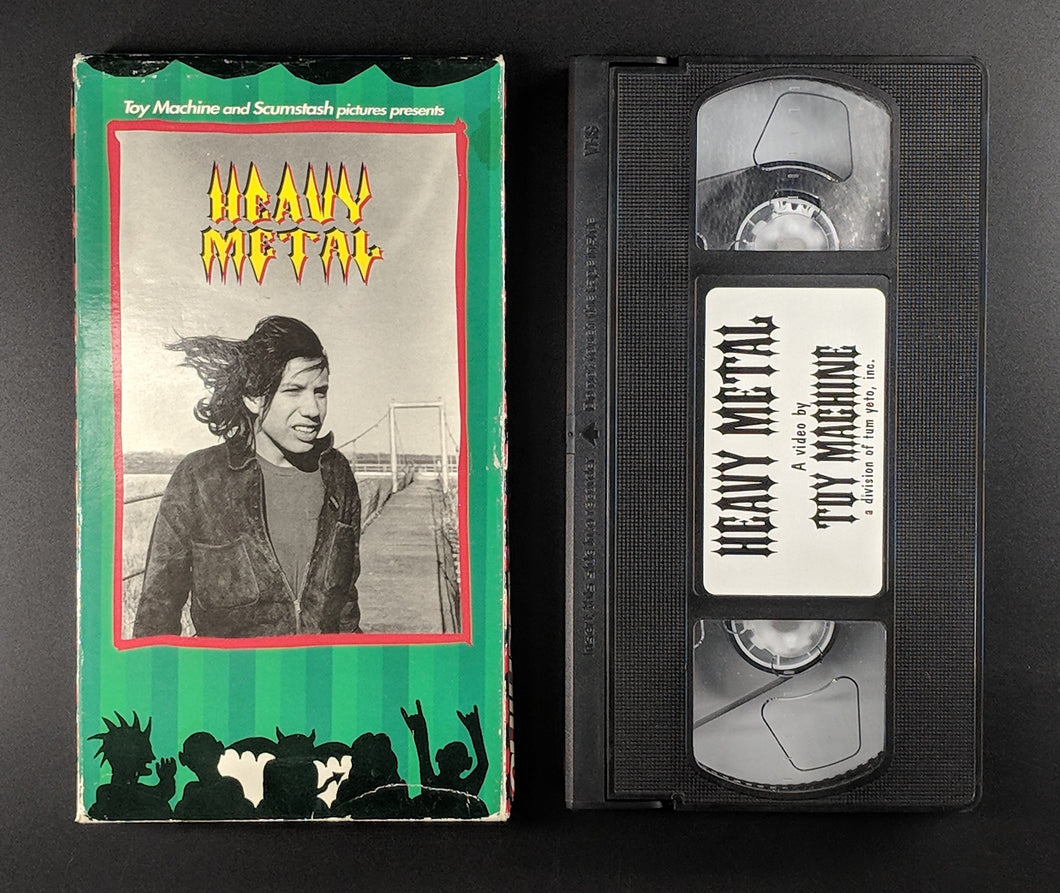 Toy Machine and Scumstash pictures presents
HEAVY
METAL
VHS
HEAVY METAL
A video by
TOY MACHINE
a division of tum yeto, inc.